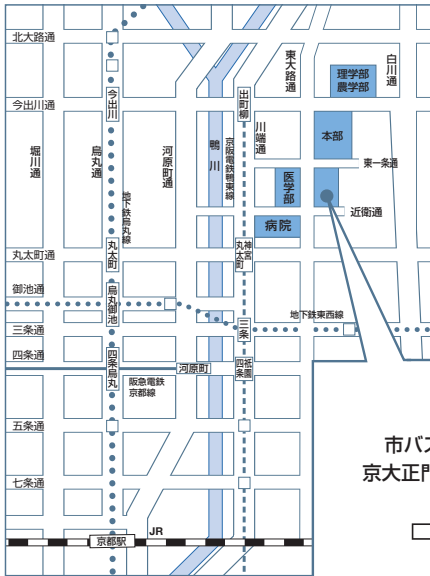 北大路通
東大路通
白川通
理学部
農学部
今出川通
今出川
出町柳
本部
堀川通
烏丸通
河原町通
鴨川
京阪電鉄鴨東線
川端通
東一条通
医学部
近衛通
地下鉄烏丸線
病院
丸太町通
丸太町
神宮丸太町
御池通
烏丸御池
地下鉄東西線
三条通
三条
四条通
四条烏丸
河原町
祇園四条
阪急電鉄
京都線
五条通
市バス
七条通
京大正門
JR
京都駅